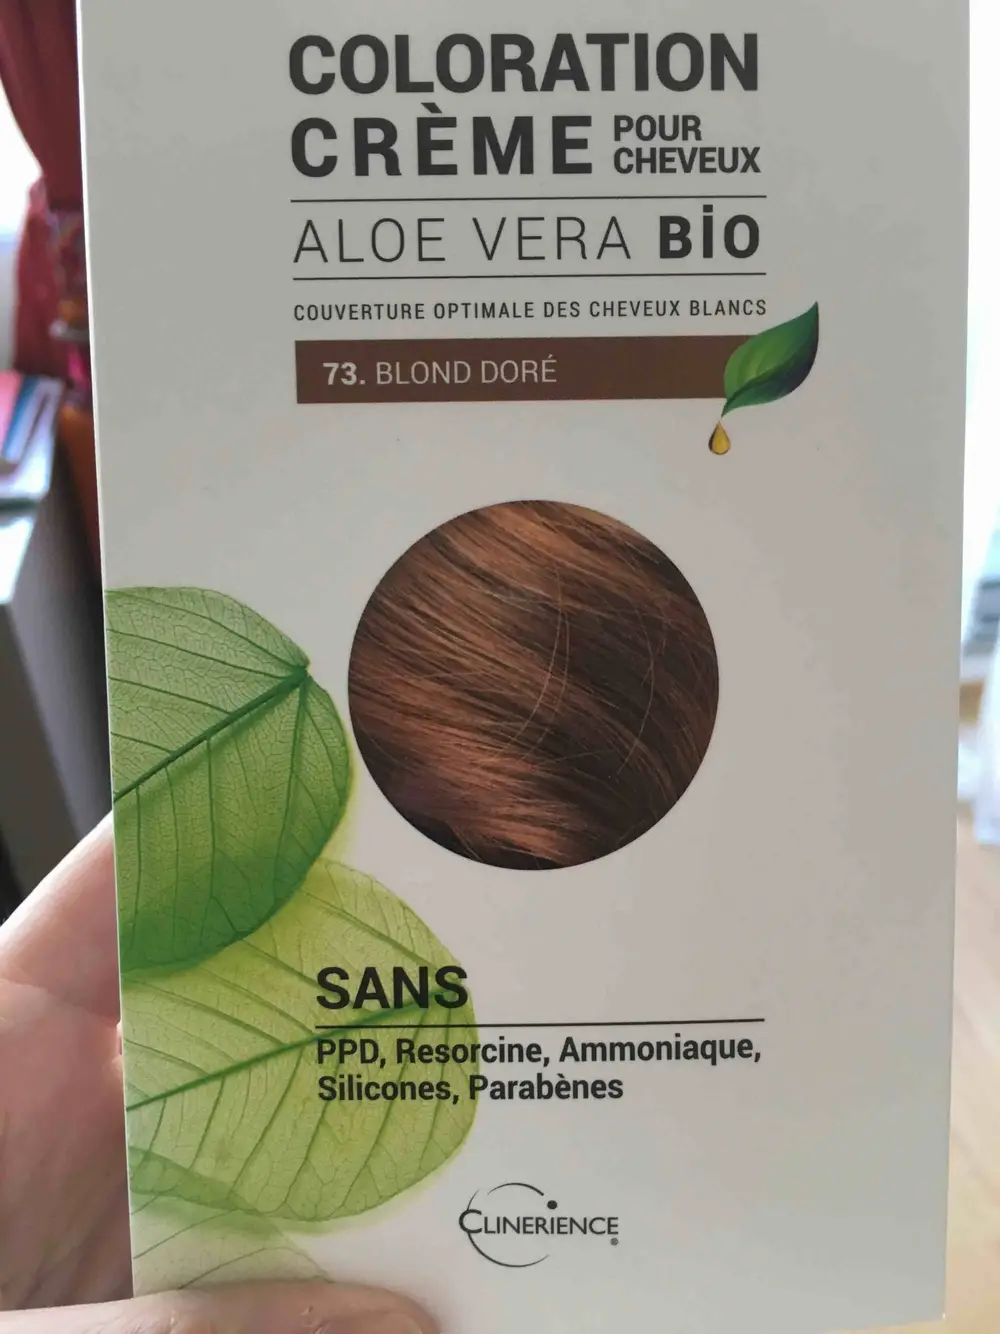 COLORATION
CRÈME POUR CHEVEUX
ALOE VERA BİO
COUVERTURE OPTIMALE DES CHEVEUX BLANCS
73. BLOND DORÉ
SANS
PPD, Resorcine, Ammoniaque,
Silicones, Parabènes
CLINERIENCE®